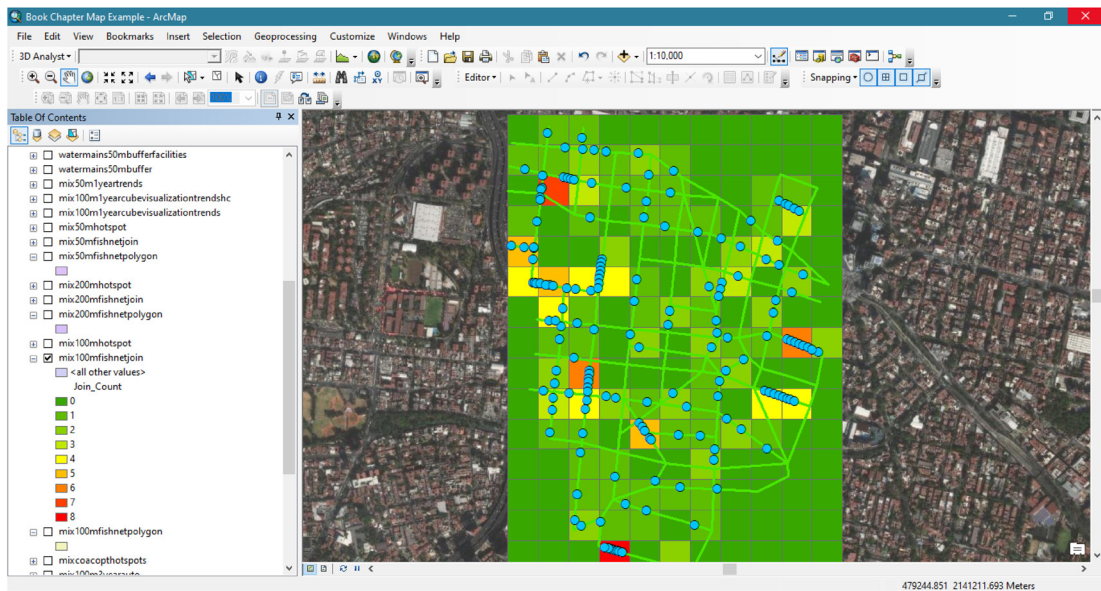 Book Chapter Map Example - ArcMap
File Edit View Bookmarks Insert Selection Geoprocessing Customize Windows Help
3D Analyst
1:10,000
Editor
Snapping
Table Of Contents
watermains50mbufferfacilities
watermains50mbuffer
mix50m1yeartrends
mix100m1yearcubevisualizationtrendshc
mix100m1yearcubevisualizationtrends
mix50mhotspot
mix50mfishnetjoin
mix50mfishnetpolygon
mix200mhotspot
mix200mfishnetjoin
mix200mfishnetpolygon
mix100mhotspot
mix100mfishnetjoin
<all other values>
Join_Count
0
1
2
3
4
5
6
7
8
mix100mfishnetpolygon
mixcoacopthotspots
479244.851 2141211.693 Meters